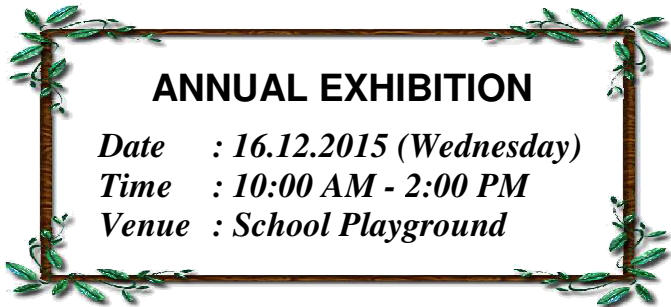 ANNUAL EXHIBITION
Date : 16.12.2015 (Wednesday)
Time : 10:00 AM - 2:00 PM
Venue : School Playground